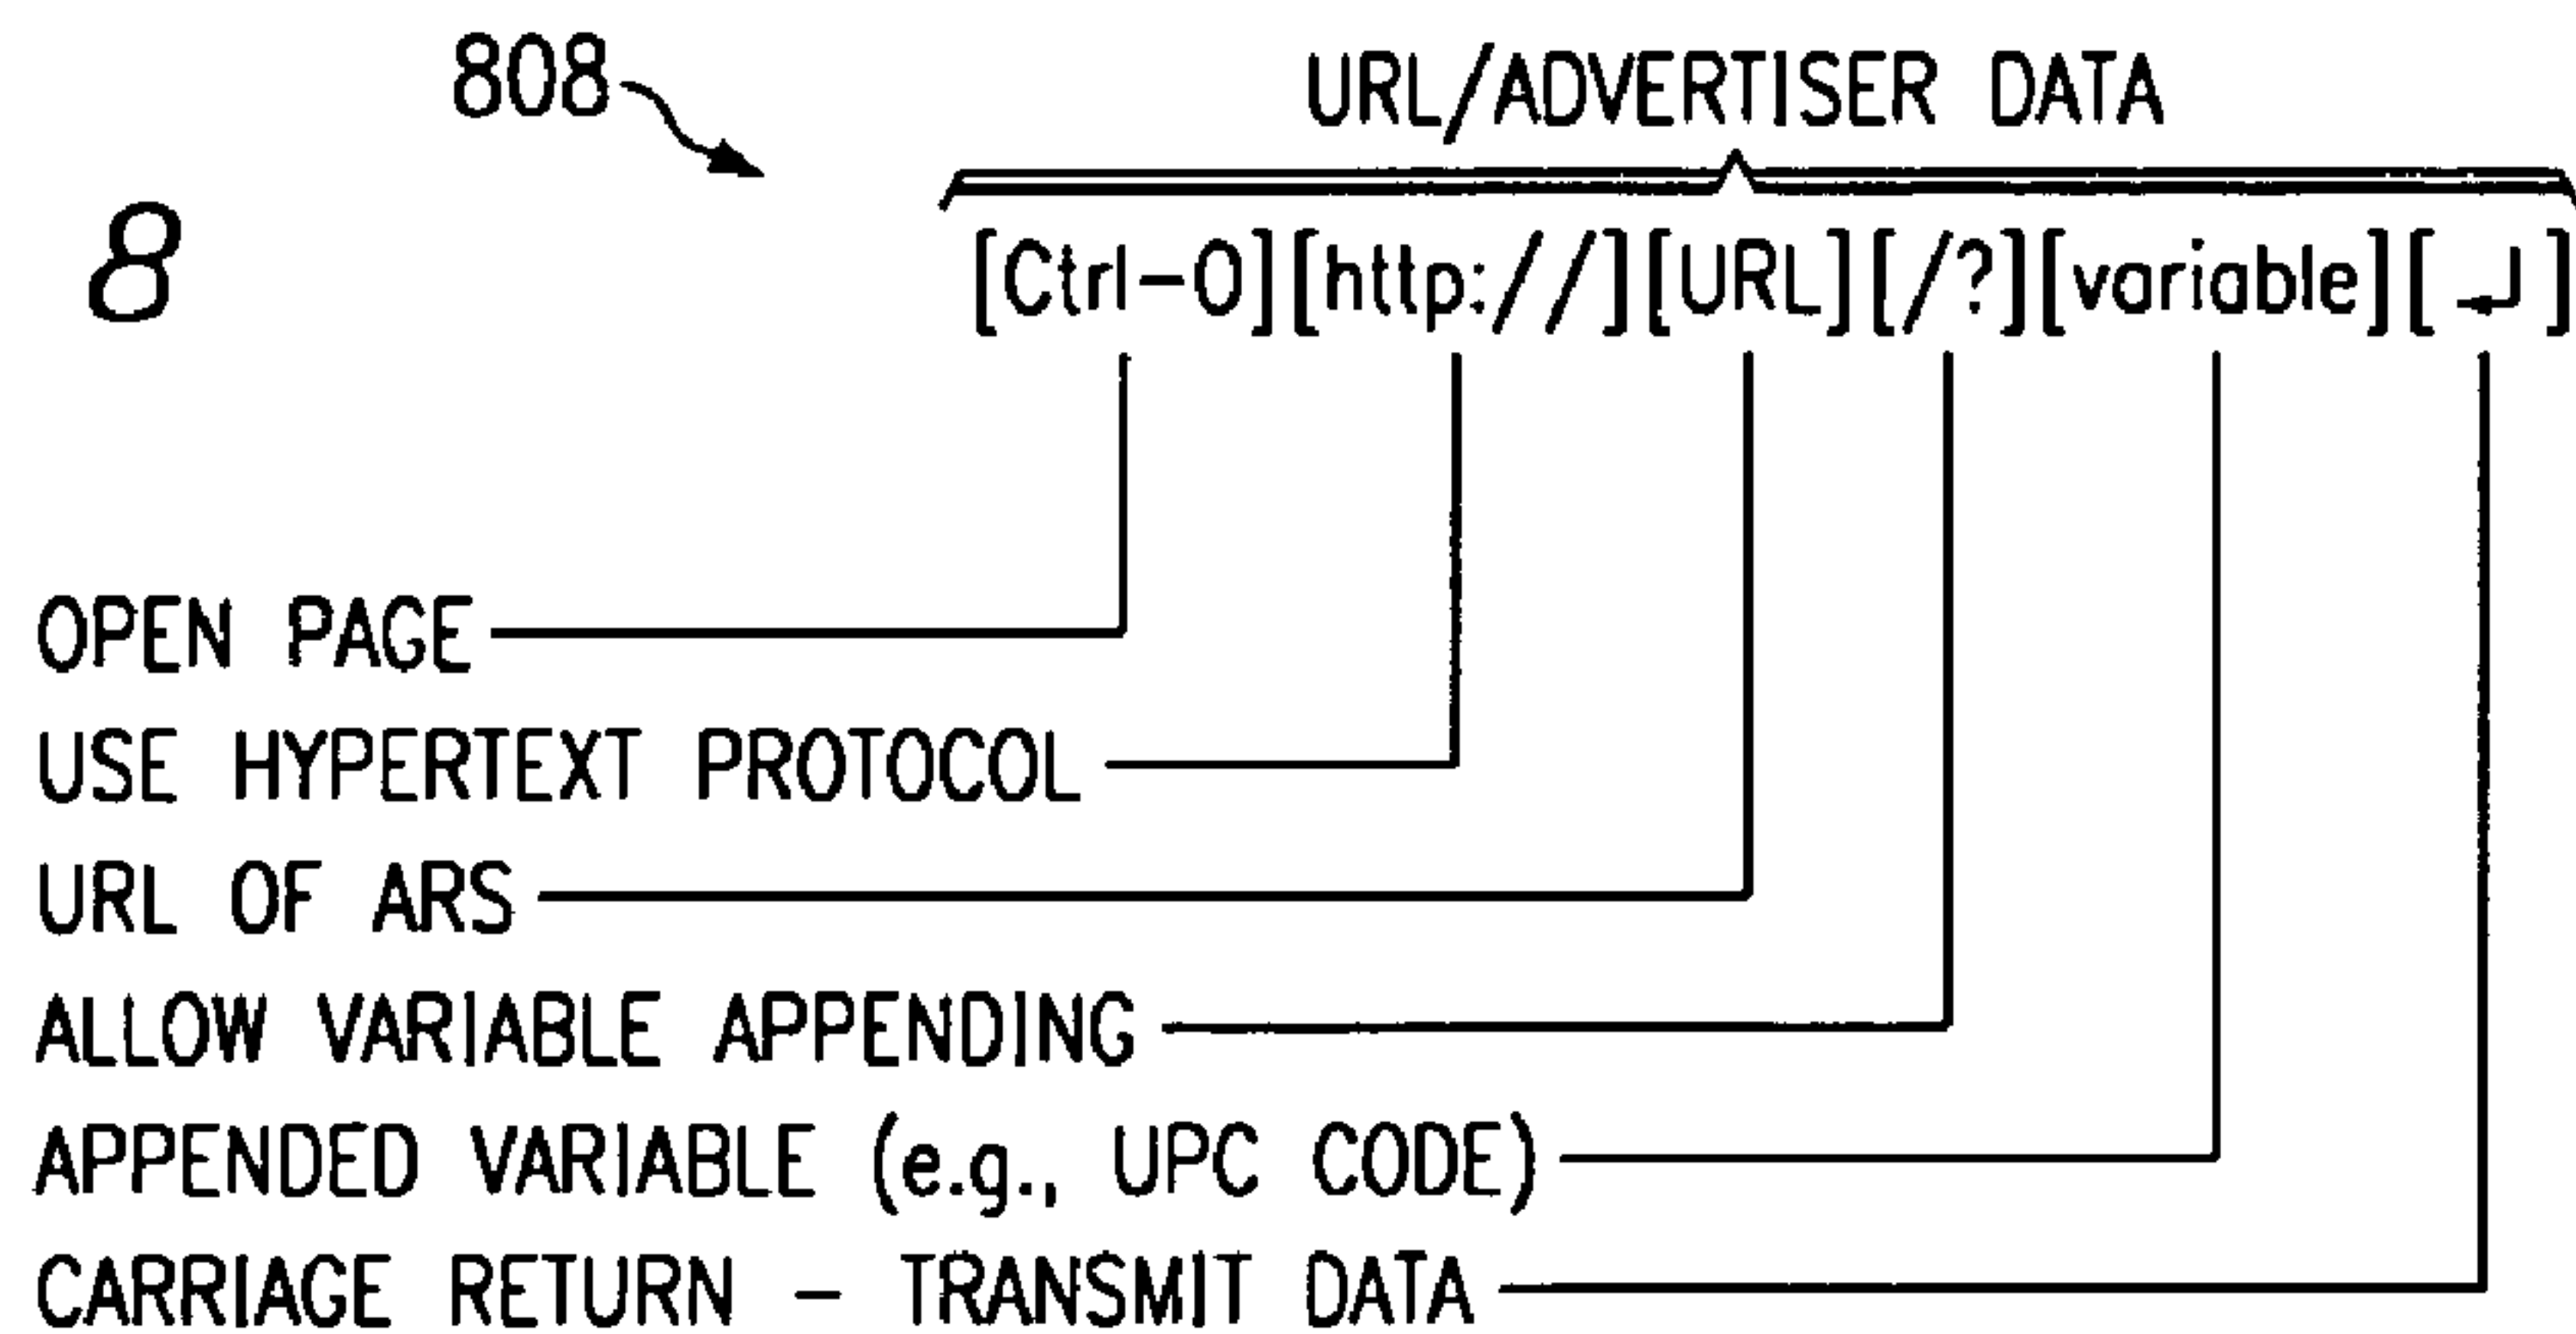 808
URL/ADVERTISER DATA
8
[Ctrl-O][http://][URL][/?][variable][↵]
OPEN PAGE
USE HYPERTEXT PROTOCOL
URL OF ARS
ALLOW VARIABLE APPENDING
APPENDED VARIABLE (e.g., UPC CODE)
CARRIAGE RETURN – TRANSMIT DATA